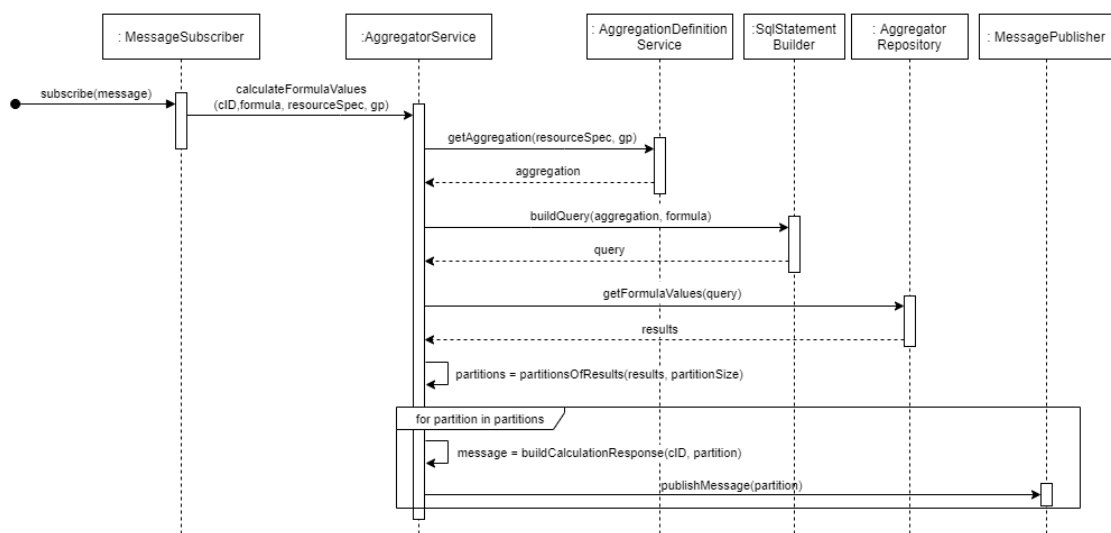 : MessageSubscriber
:AggregatorService
: AggregationDefinition
Service
:SqlStatement
Builder
: Aggregator
Repository
: MessagePublisher
subscribe(message)
calculateFormulaValues
(cID,formula, resourceSpec, gp)
getAggregation(resourceSpec, gp)
aggregation
buildQuery(aggregation, formula)
query
getFormulaValues(query)
results
partitions = partitionsOfResults(results, partitionSize)
for partition in partitions
message = buildCalculationResponse(cID, partition)
publishMessage(partition)